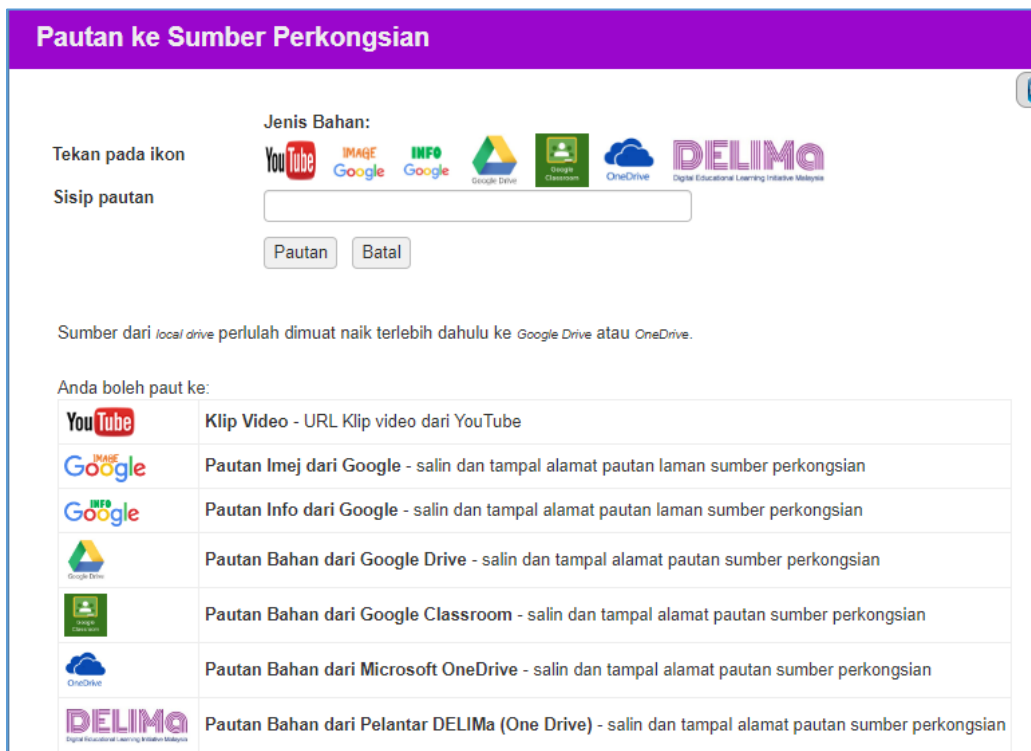 Pautan ke Sumber Perkongsian
Jenis Bahan:
Tekan pada ikon
YouTube IMAGE Google INFO Google Google Drive Google Classroom OneDrive DELIMa Digital Educational Learning Initiative Malaysia
Sisip pautan
Pautan Batal
Sumber dari local drive perlulah dimuat naik terlebih dahulu ke Google Drive atau OneDrive.
Anda boleh paut ke:
YouTube Klip Video - URL Klip video dari YouTube
IMAGE Google Pautan Imej dari Google - salin dan tampal alamat pautan laman sumber perkongsian
INFO Google Pautan Info dari Google - salin dan tampal alamat pautan laman sumber perkongsian
Google Drive Pautan Bahan dari Google Drive - salin dan tampal alamat pautan sumber perkongsian
Google Classroom Pautan Bahan dari Google Classroom - salin dan tampal alamat pautan sumber perkongsian
OneDrive Pautan Bahan dari Microsoft OneDrive - salin dan tampal alamat pautan sumber perkongsian
DELIMa Digital Educational Learning Initiative Malaysia Pautan Bahan dari Pelantar DELIMa (One Drive) - salin dan tampal alamat pautan sumber perkongsian